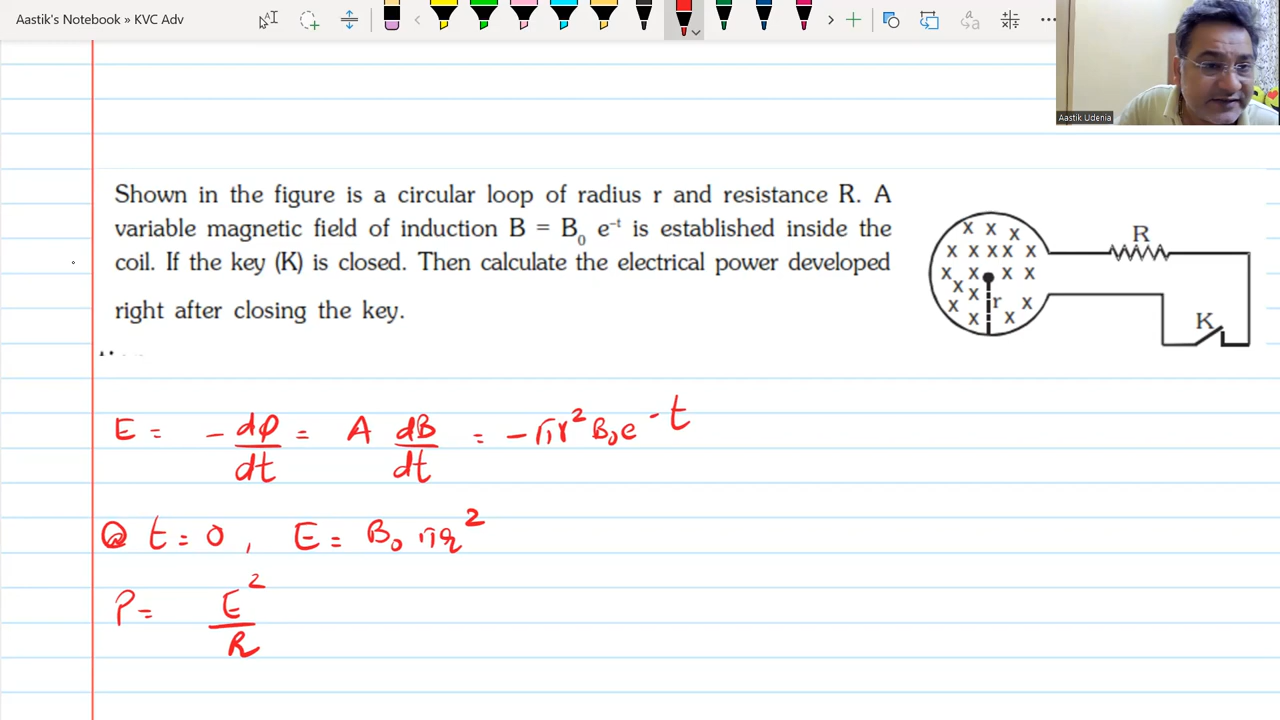 Aastik's Notebook » KVC Adv
Aastik Udenia
Shown in the figure is a circular loop of radius r and resistance R. A
variable magnetic field of induction B = B₀ e⁻ᵗ is established inside the
coil. If the key (K) is closed. Then calculate the electrical power developed
right after closing the key.
R
r
K
E = - dφ/dt = A dB/dt = - πr² B₀ e⁻ᵗ
@ t = 0, E = B₀ πr²
P = E²/R